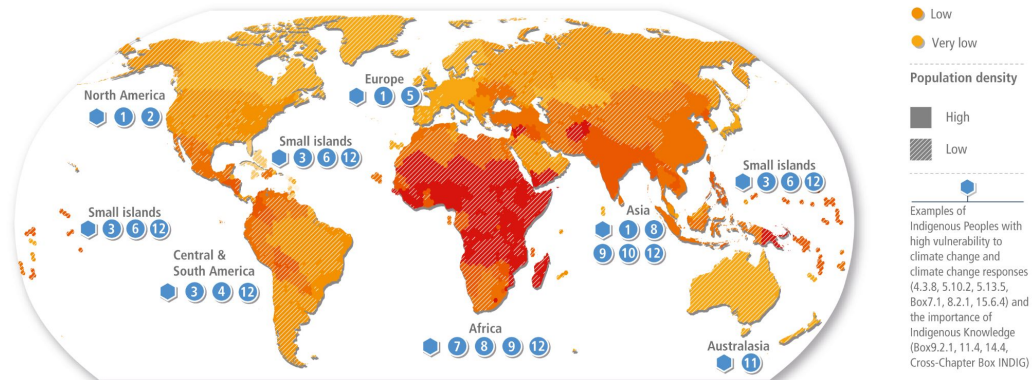 North America
1 2
Europe
1 5
Small islands
3 6 12
Small islands
3 6 12
Central &
South America
3 4 12
Africa
7 8 9 12
Asia
1 8
9 10 12
Small islands
3 6 12
Australasia
11
Low
Very low
Population density
High
Low
Examples of
Indigenous Peoples with
high vulnerability to
climate change and
climate change responses
(4.3.8, 5.10.2, 5.13.5,
Box7.1, 8.2.1, 15.6.4) and
the importance of
Indigenous Knowledge
(Box9.2.1, 11.4, 14.4,
Cross-Chapter Box INDIG)